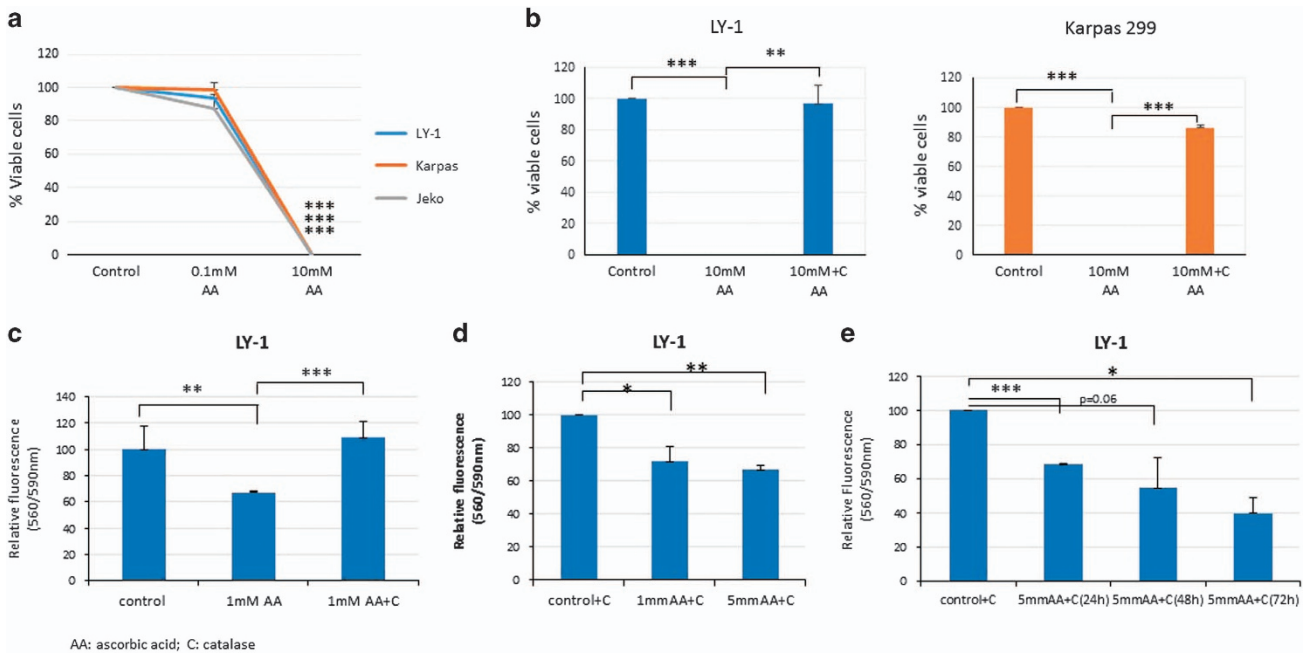 a
120
100
80
60
40
20
0
% Viable cells
LY-1
Karpas
Jeko
***
***
***
Control
0.1mM
AA
10mM
AA
b
LY-1
120
100
80
60
40
20
0
% viable cells
***
**
Control
10mM
AA
10mM+C
AA
Karpas 299
120
100
80
60
40
20
0
% viable cells
***
***
Control
10mM
AA
10mM+C
AA
c
LY-1
140
120
100
80
60
40
20
0
Relative fluorescence
(560/590nm)
**
***
control
1mM AA
1mM AA+C
d
LY-1
120
100
80
60
40
20
0
Relative fluorescence
(560/590nm)
**
*
control+C
1mmAA+C
5mmAA+C
e
LY-1
120
100
80
60
40
20
0
Relative Fluorescence
(560/590nm)
*
***
p=0.06
control+C
5mmAA+C(24h)
5mmAA+C(48h)
5mmAA+C(72h)
AA: ascorbic acid; C: catalase